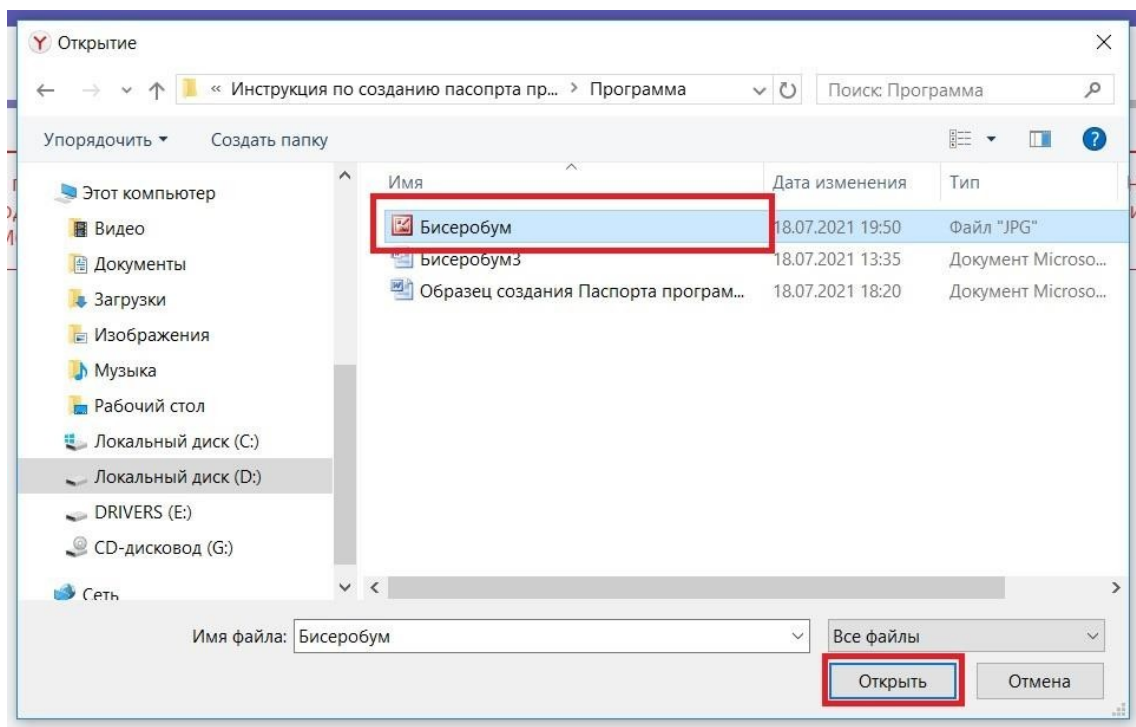 Открытие
« Инструкция по созданию пасопрта пр... > Программа
Поиск: Программа
Упорядочить
Создать папку
Имя
Дата изменения
Тип
Этот компьютер
Видео
Документы
Загрузки
Изображения
Музыка
Рабочий стол
Локальный диск (C:)
Локальный диск (D:)
DRIVERS (E:)
CD-дисковод (G:)
Сеть
Бисеробум 18.07.2021 19:50 Файл "JPG"
Бисеробум3 18.07.2021 13:35 Документ Microso...
Образец создания Паспорта програм... 18.07.2021 18:20 Документ Microso...
Имя файла: Бисеробум
Все файлы
Открыть
Отмена